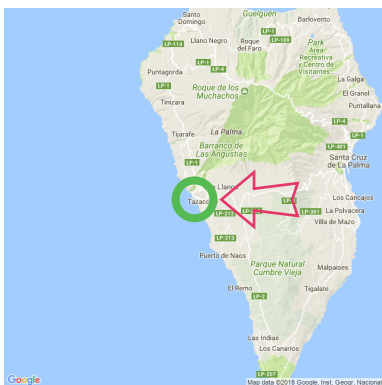 Santo
Domingo
Guelguen
Barlovento
LP-1
LP-109
LP-114
Llano Negro
Roque
del Faro
Park
Área
Recreativa
y Centro de
Visitantes...
LP-1
LP-4
Puntagorda
La Galga
LP-1
Roque de los
Muchachos
El Granel
Puntallana
Tinizara
LP-4
Tijarafe
La Palma
LP-1
Barranco de
Las Angustias
LP-401
LP-1
Santa Cruz
de La Palma
Llano
Tazaco
Los Cancajos
LP-213
LP-301
La Polvacera
Villa de Mazo
LP-213
Puerto de Naos
Parque Natural
Cumbre Vieja
Malpaises
El Remo
LP-2
Tigalate
Las Indias
Los Canarios
LP-207
Google
Map data ©2018 Google, Inst. Geogr. Nacional